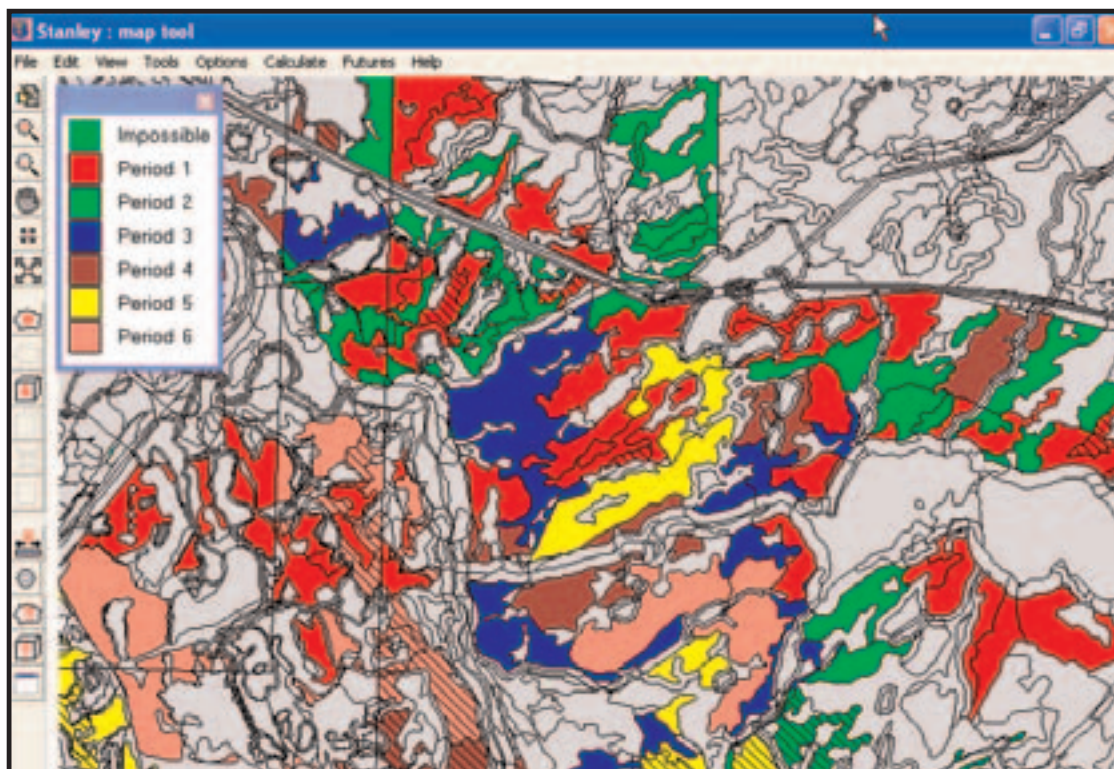 Stanley : map tool
File Edit View Tools Options Calculate Futures Help
Impossible
Period 1
Period 2
Period 3
Period 4
Period 5
Period 6